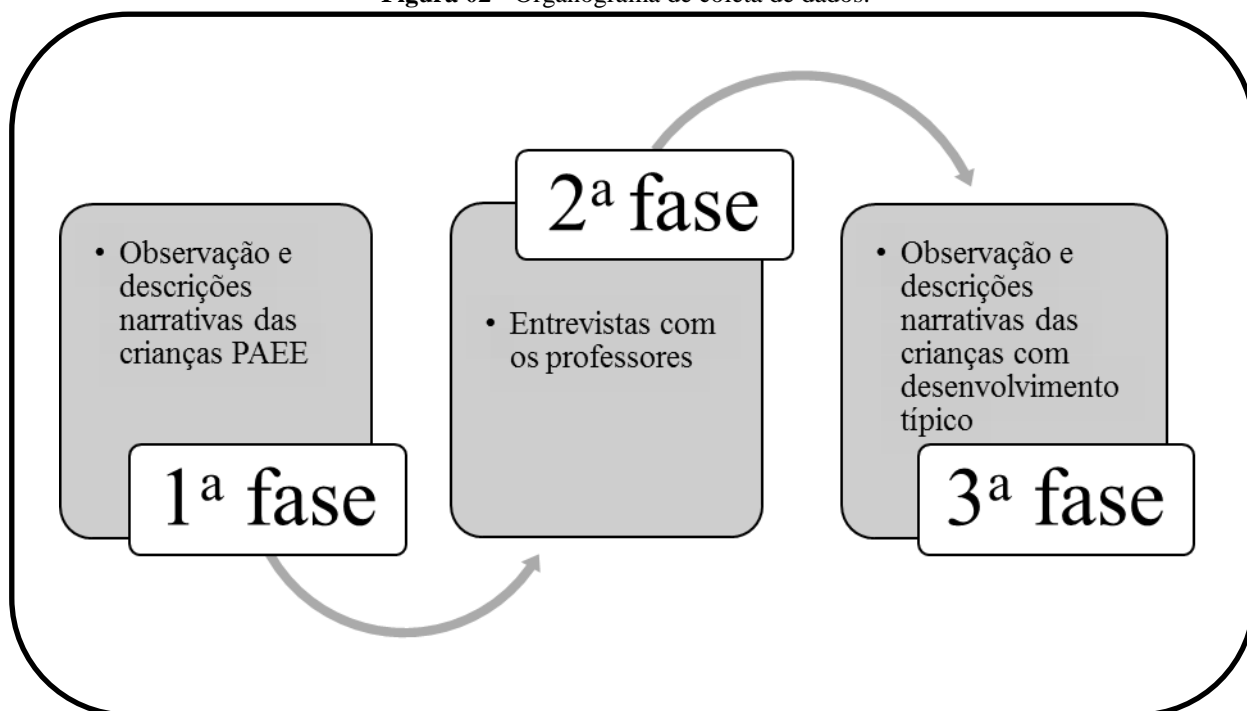 Figura 02 - Organograma de coleta de dados.
• Observação e
descrições
narrativas das
crianças PAEE
1ª fase
2ª fase
• Entrevistas com
os professores
• Observação e
descrições
narrativas das
crianças com
desenvolvimento
típico
3ª fase